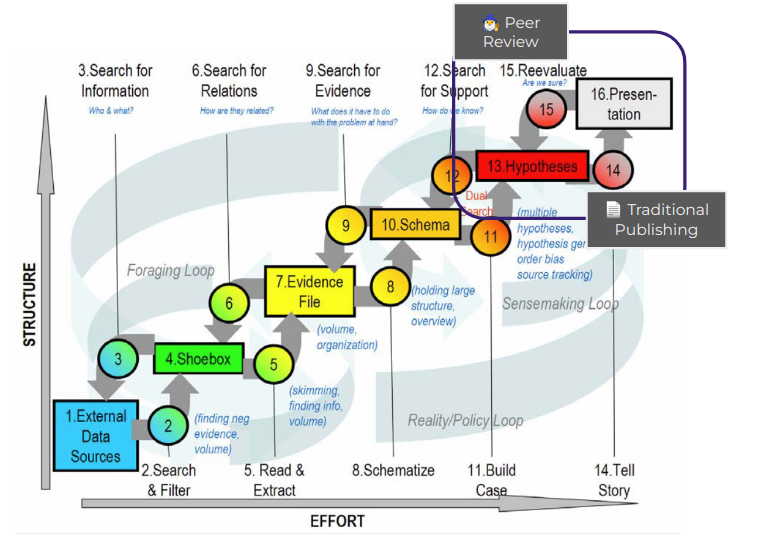 🧙‍♂️ Peer
Review
3.Search for
Information
Who & what?
6.Search for
Relations
How are they related?
9.Search for
Evidence
What does it have to do
with the problem at hand?
12.Search
for Support
How do we know?
15.Reevaluate
Are we sure?
16.Presen-
tation
15
13.Hypotheses
14
12
Dual
Search
📄 Traditional
Publishing
(multiple
hypotheses,
hypothesis ger
order bias
source tracking)
10.Schema
9
11
Foraging Loop
7.Evidence
File
8
(holding large
structure,
overview)
Sensemaking Loop
6
(volume,
organization)
4.Shoebox
3
5
(skimming,
finding info,
volume)
1.External
Data
Sources
2
(finding neg
evidence,
volume)
Reality/Policy Loop
2.Search
& Filter
5. Read &
Extract
8.Schematize
11.Build
Case
14.Tell
Story
STRUCTURE
EFFORT